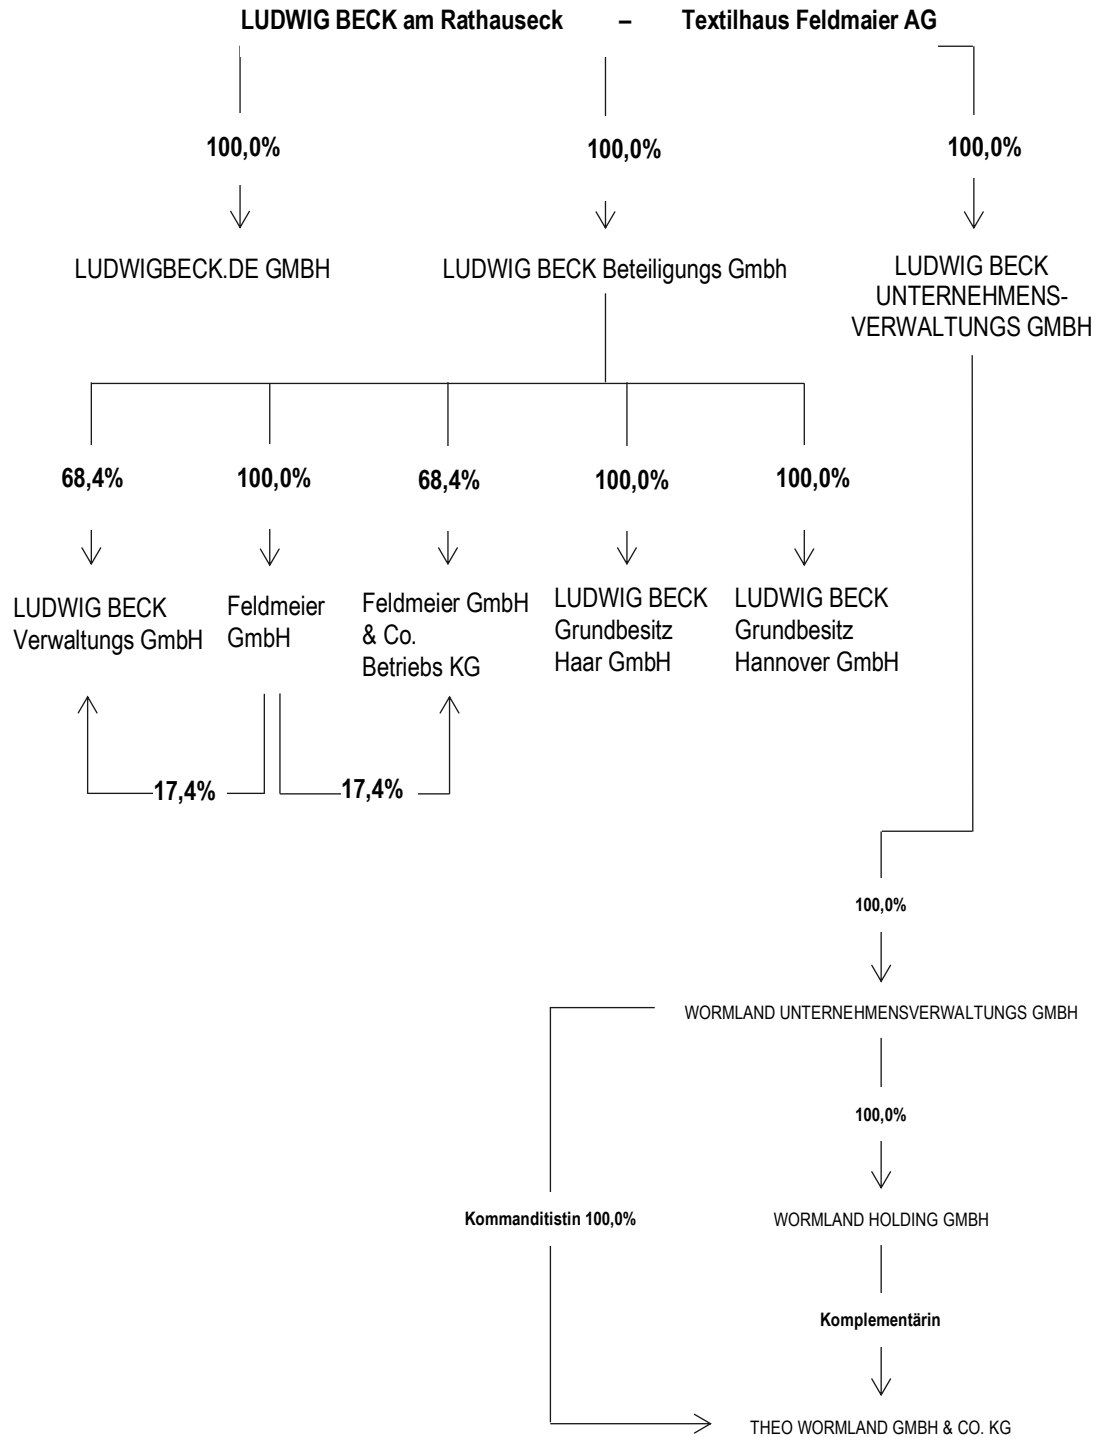 LUDWIG BECK am Rathauseck – Textilhaus Feldmaier AG
100,0%
100,0%
100,0%
LUDWIGBECK.DE GMBH
LUDWIG BECK Beteiligungs Gmbh
LUDWIG BECK
UNTERNEHMENS-
VERWALTUNGS GMBH
68,4%
100,0%
68,4%
100,0%
100,0%
LUDWIG BECK
Verwaltungs GmbH
Feldmeier
GmbH
Feldmeier GmbH
& Co.
Betriebs KG
LUDWIG BECK
Grundbesitz
Haar GmbH
LUDWIG BECK
Grundbesitz
Hannover GmbH
17,4%
17,4%
100,0%
WORMLAND UNTERNEHMENSVERWALTUNGS GMBH
100,0%
Kommanditistin 100,0%
WORMLAND HOLDING GMBH
Komplementärin
THEO WORMLAND GMBH & CO. KG